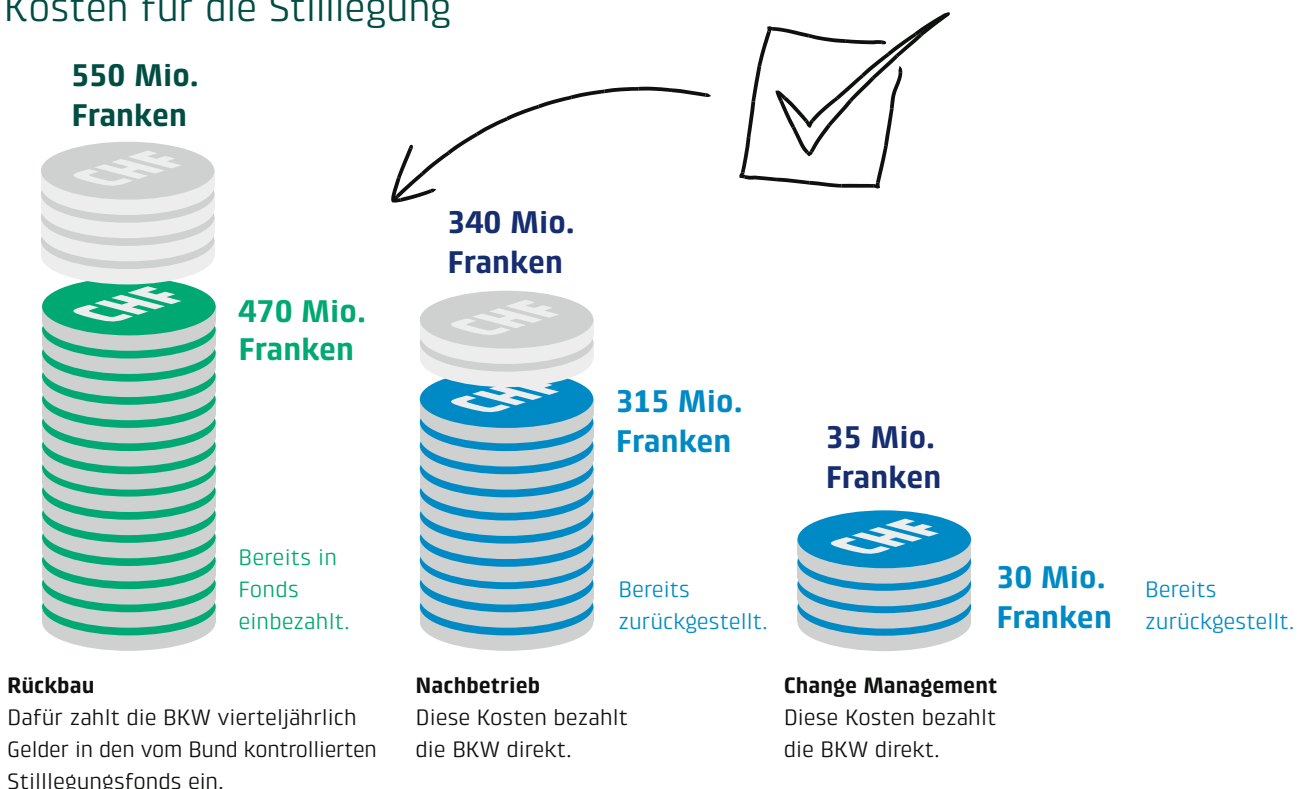 Kosten für die Stilllegung
550 Mio.
Franken
CHF
CHF
470 Mio.
Franken
Bereits in
Fonds
einbezahlt.
340 Mio.
Franken
CHF
CHF
315 Mio.
Franken
Bereits
zurückgestellt.
35 Mio.
Franken
CHF
30 Mio.
Franken
Bereits
zurückgestellt.
Rückbau
Dafür zahlt die BKW vierteljährlich
Gelder in den vom Bund kontrollierten
Stilllegungsfonds ein.
Nachbetrieb
Diese Kosten bezahlt
die BKW direkt.
Change Management
Diese Kosten bezahlt
die BKW direkt.